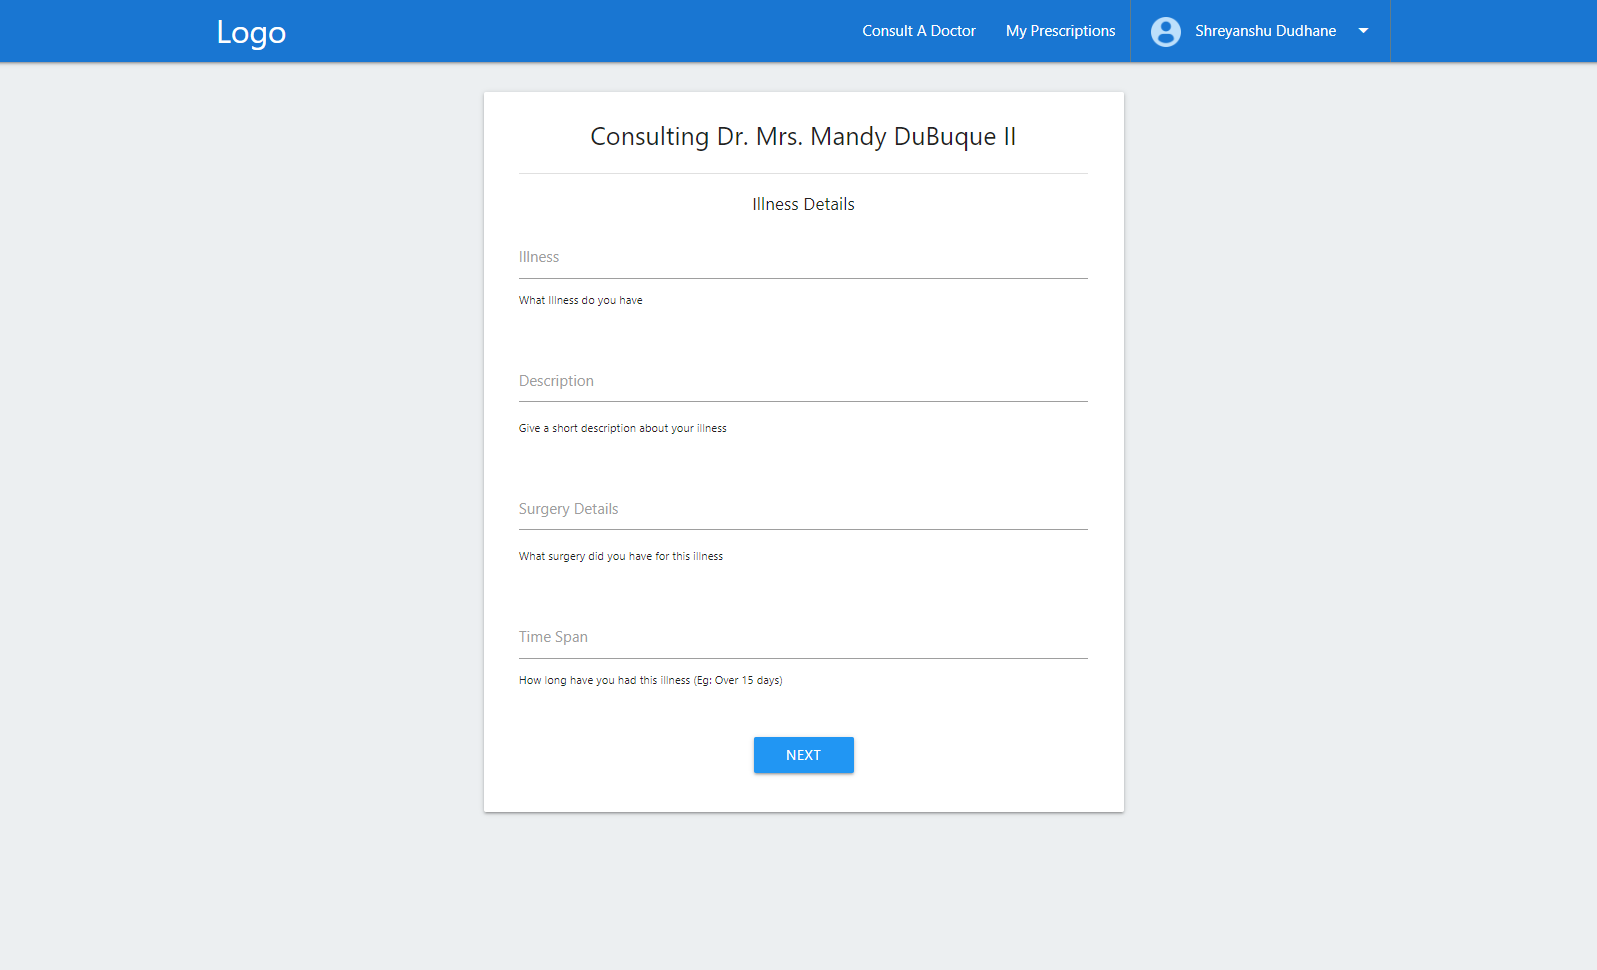 Logo
Consult A Doctor
My Prescriptions
Shreyanshu Dudhane
Consulting Dr. Mrs. Mandy DuBuque II
Illness Details
Illness
What Illness do you have
Description
Give a short description about your illness
Surgery Details
What surgery did you have for this illness
Time Span
How long have you had this illness (Eg: Over 15 days)
NEXT